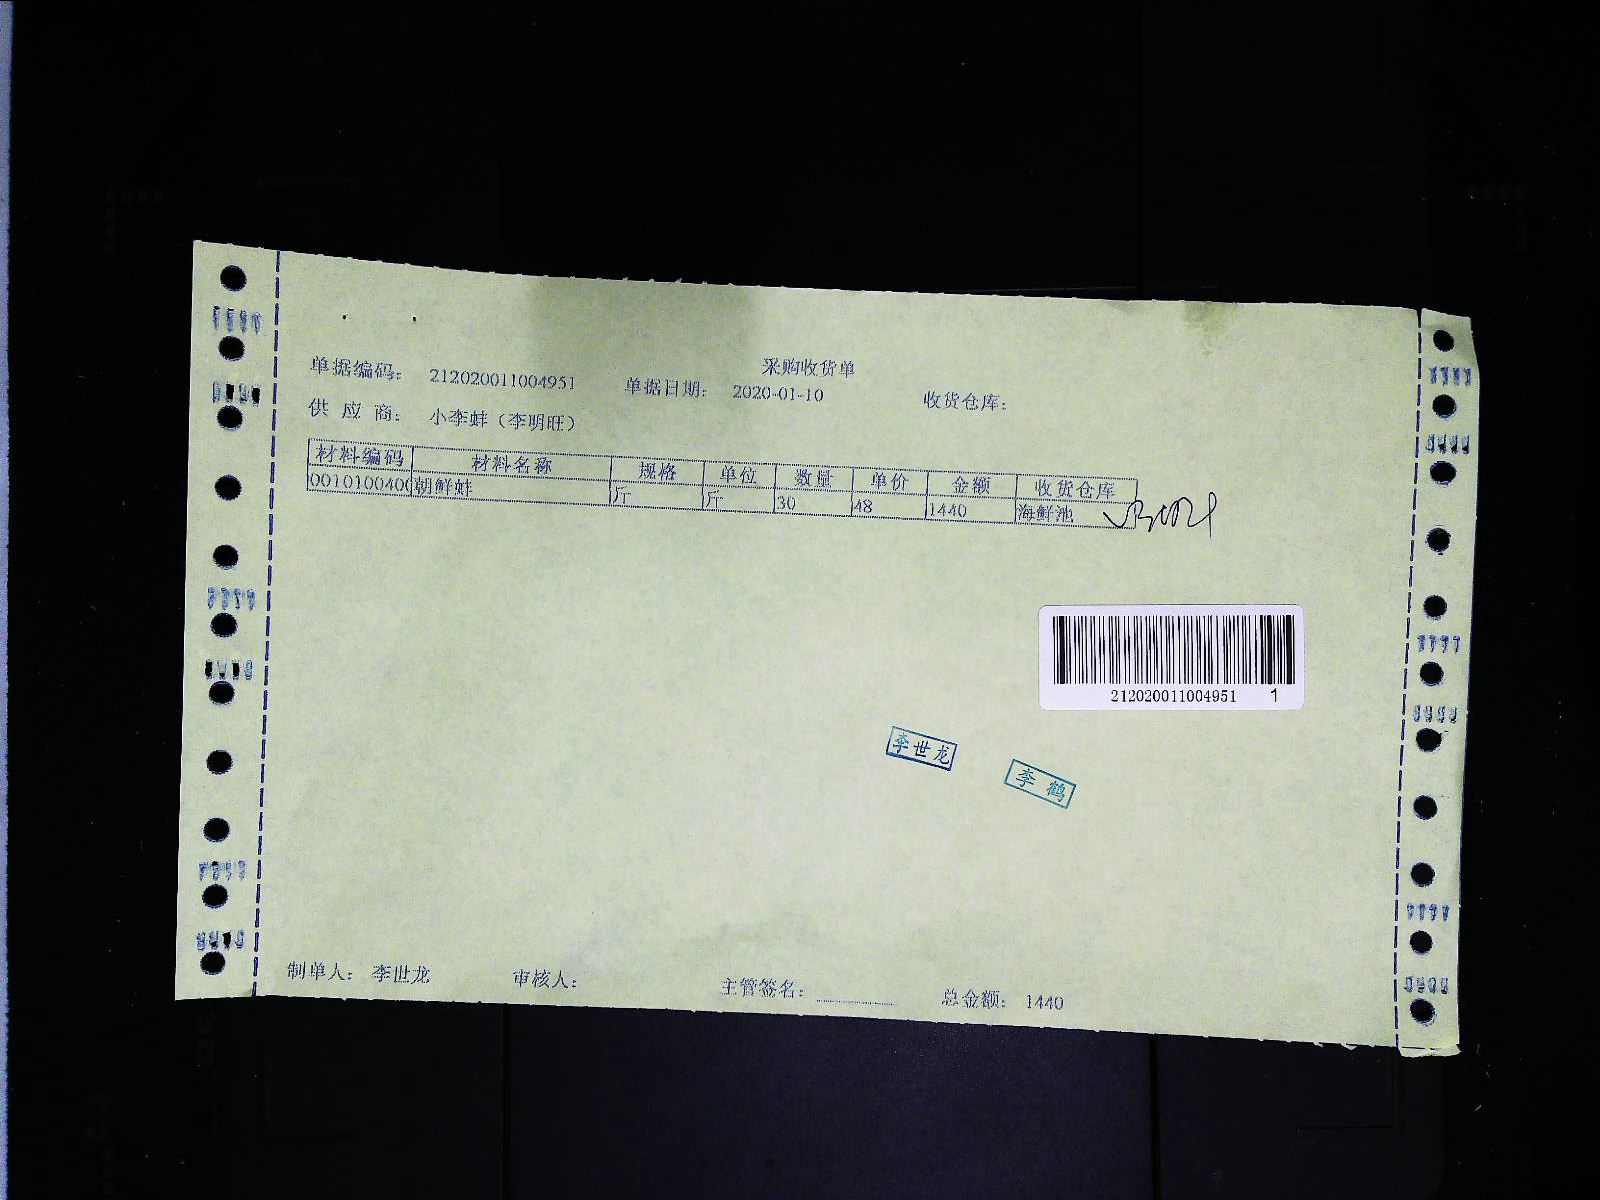 采购收货单
单据编码： 212020011004951 单据日期： 2020-01-10 收货仓库：
供 应 商： 小李蚌（李明旺）
材料编码 材料名称 规格 单位 数量 单价 金额 收货仓库
0010100400 朝鲜蚌 斤 斤 30 48 1440 海鲜池
212020011004951 1
李世龙
李 鹤
制单人： 李世龙 审核人： 主管签名： 总金额： 1440